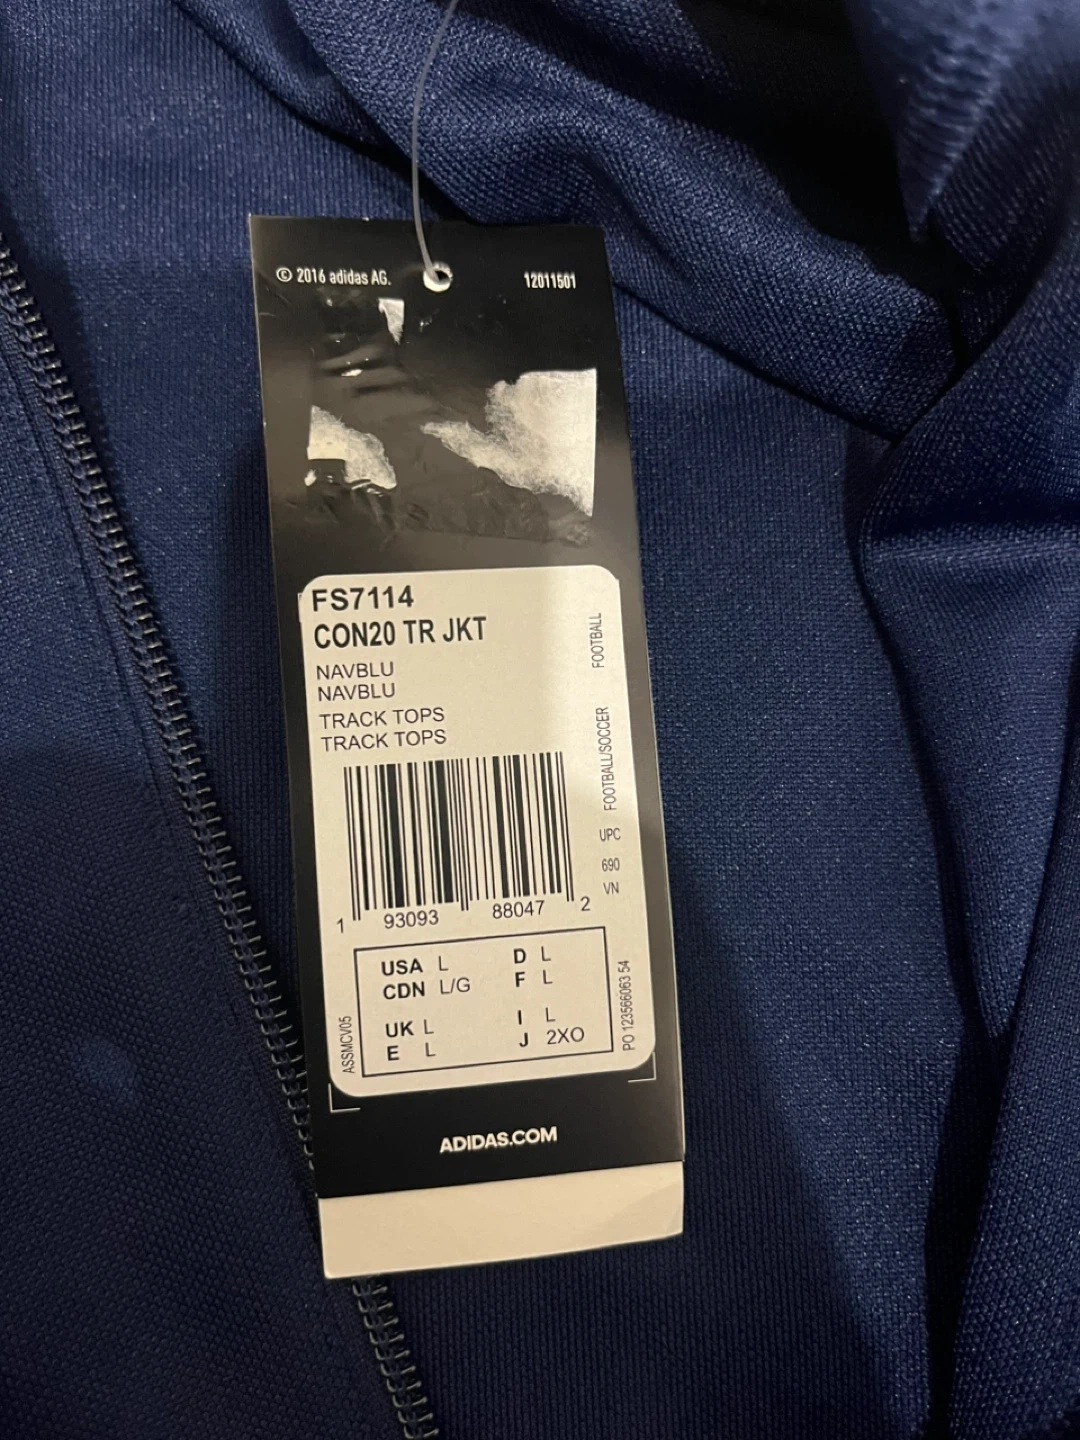 © 2016 adidas AG.
12011501
FS7114
CON20 TR JKT
NAVBLU
NAVBLU
TRACK TOPS
TRACK TOPS
FOOTBALL
FOOTBALL/SOCCER
UPC
690
VN
1 93093 88047 2
USA L D L
CDN L/G F L
UK L I L
E L J 2XO
ASSMCV05
PO 123566063 54
ADIDAS.COM